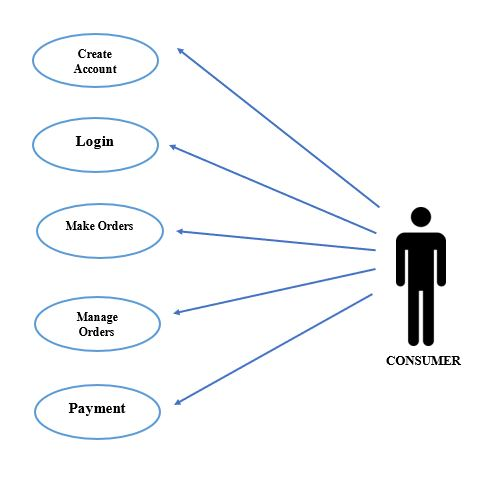 Create
Account
Login
Make Orders
Manage
Orders
Payment
CONSUMER